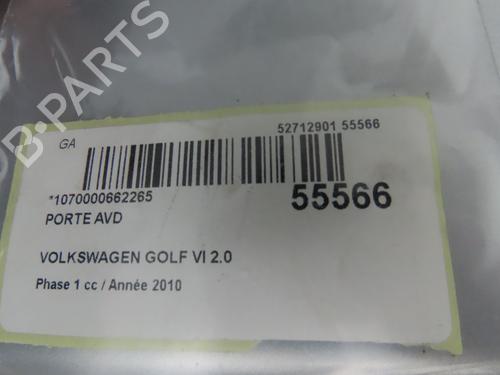 B-PARTS
GA
52712901 55566
*1070000662265
55566
PORTE AVD
VOLKSWAGEN GOLF VI 2.0
Phase 1 cc / Année 2010